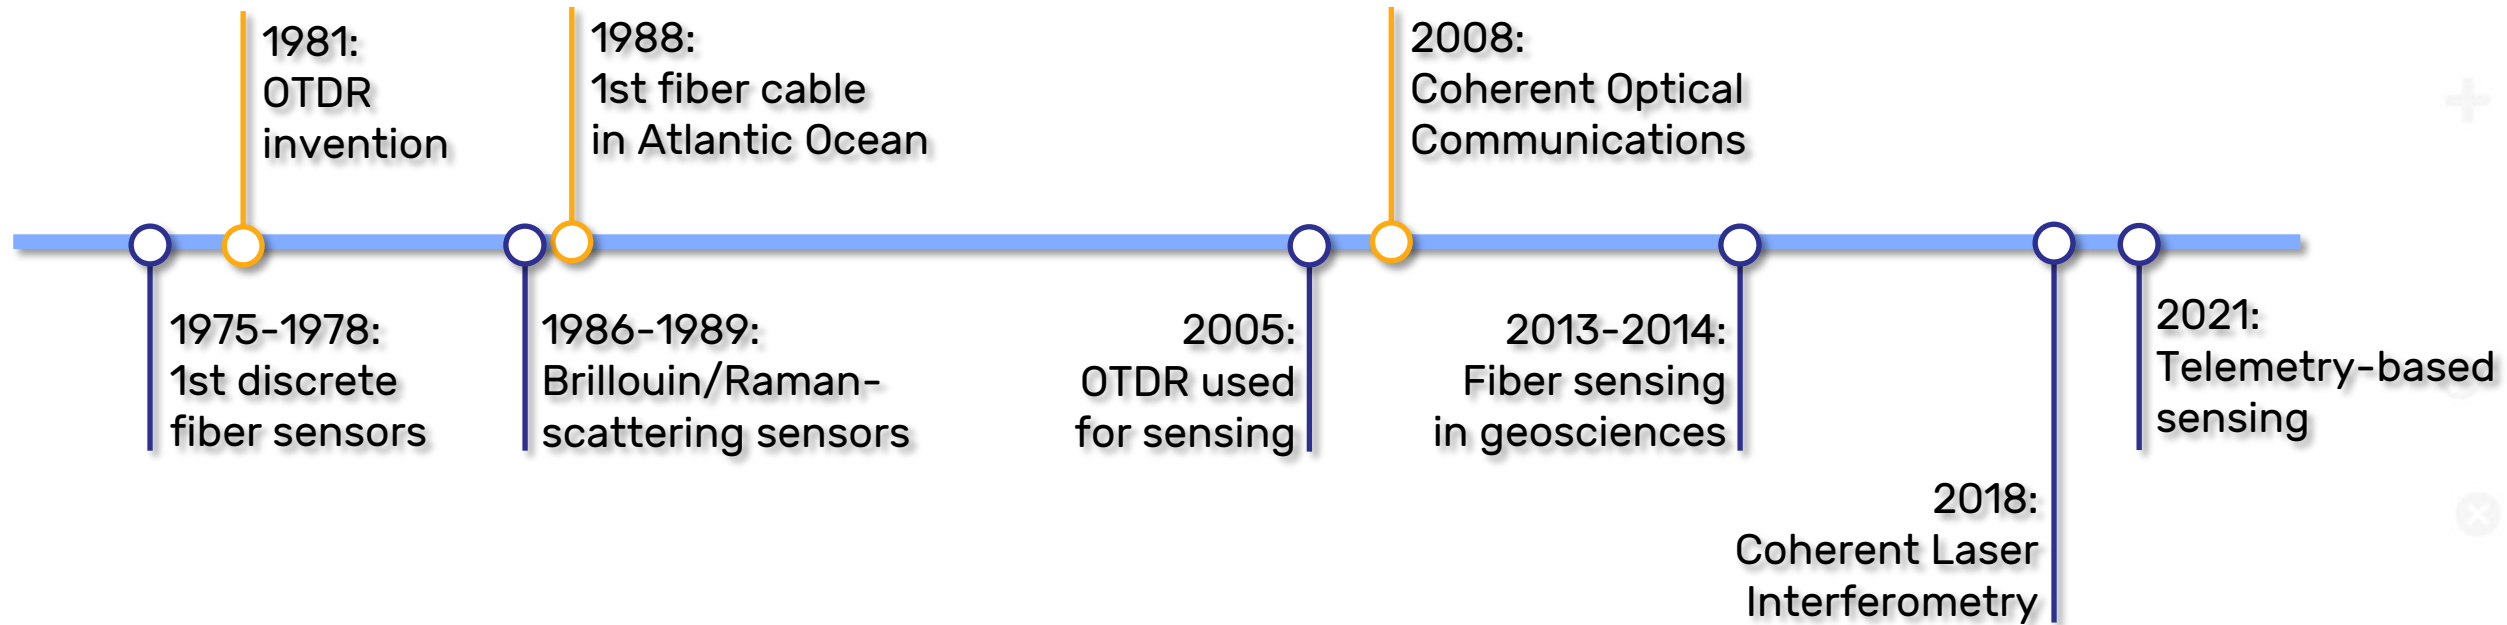 1981:
OTDR
invention
1988:
1st fiber cable
in Atlantic Ocean
2008:
Coherent Optical
Communications
1975-1978:
1st discrete
fiber sensors
1986-1989:
Brillouin/Raman-
scattering sensors
2005:
OTDR used
for sensing
2013-2014:
Fiber sensing
in geosciences
2018:
Coherent Laser
Interferometry
2021:
Telemetry-based
sensing